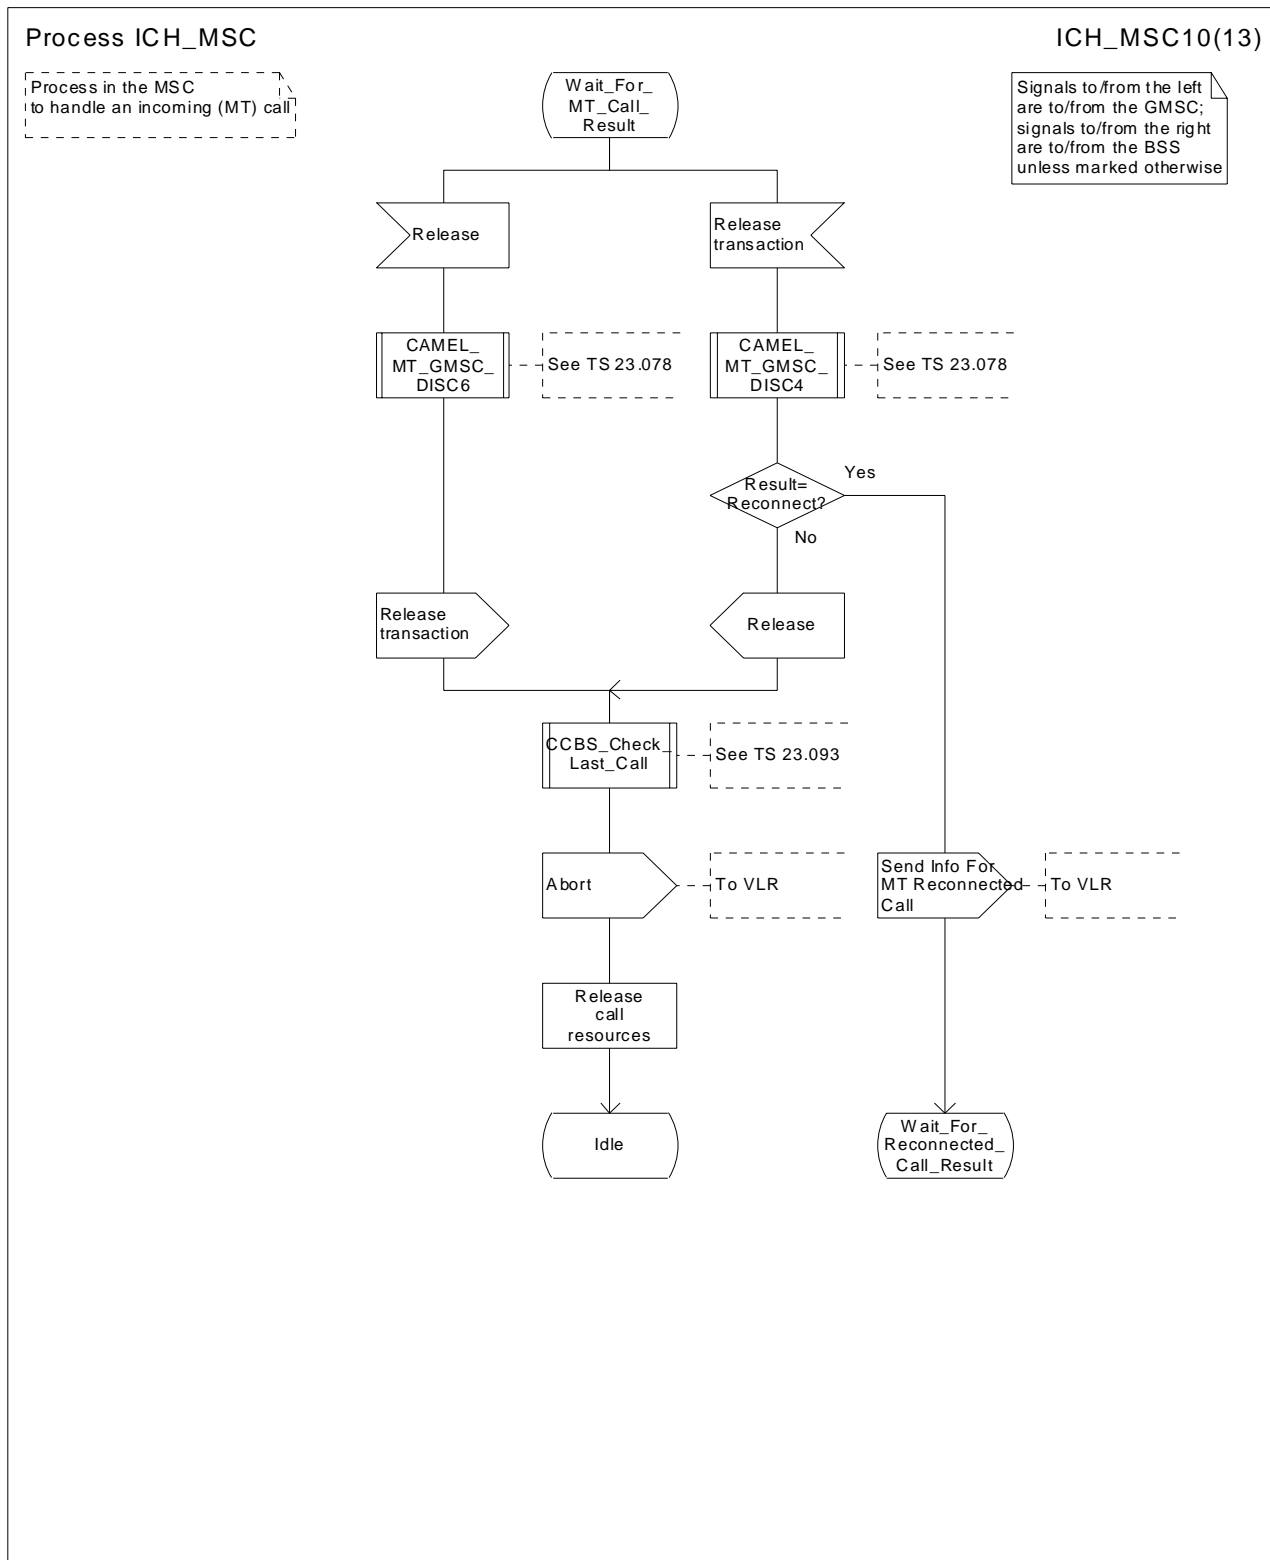 Process ICH_MSC
ICH_MSC10(13)
Process in the MSC
to handle an incoming (MT) call
Wait_For_
MT_Call_
Result
Signals to/from the left
are to/from the GMSC;
signals to/from the right
are to/from the BSS
unless marked otherwise
Release
Release
transaction
CAMEL_
MT_GMSC_
DISC6
See TS 23.078
CAMEL_
MT_GMSC_
DISC4
See TS 23.078
Result=
Reconnect?
Yes
No
Release
transaction
Release
CCBS_Check_
Last_Call
See TS 23.093
Abort
To VLR
Send Info For
MT Reconnected
Call
To VLR
Release
call
resources
Idle
Wait_For_
Reconnected_
Call_Result